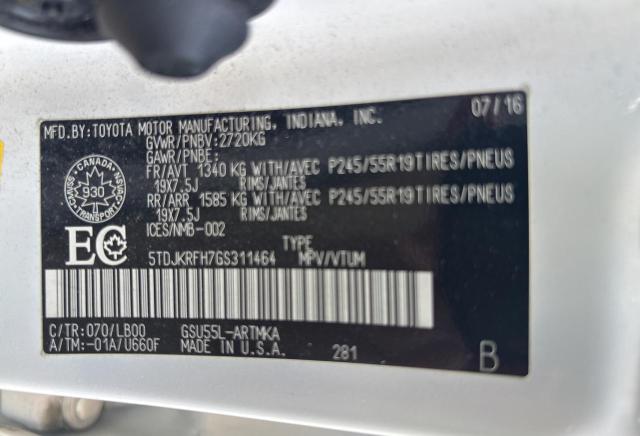 MFD.BY:TOYOTA MOTOR MANUFACTURING, INDIANA, INC. 07/16
GVWR/PNBV:2720KG
GAWR/PNBE:
FR/AVT 1340 KG WITH/AVEC P245/55R19TIRES/PNEUS
19X7.5J RIMS/JANTES
RR/ARR 1585 KG WITH/AVEC P245/55R19TIRES/PNEUS
19X7.5J RIMS/JANTES
ICES/NMB-002
CANADA
930
TRANSPORT
EC
TYPE
5TDJKRFH7GS311464 MPV/VTUM
C/TR:070/LB00 GSU55L-ARTMKA
A/TM:-01A/U660F MADE IN U.S.A. 281 B